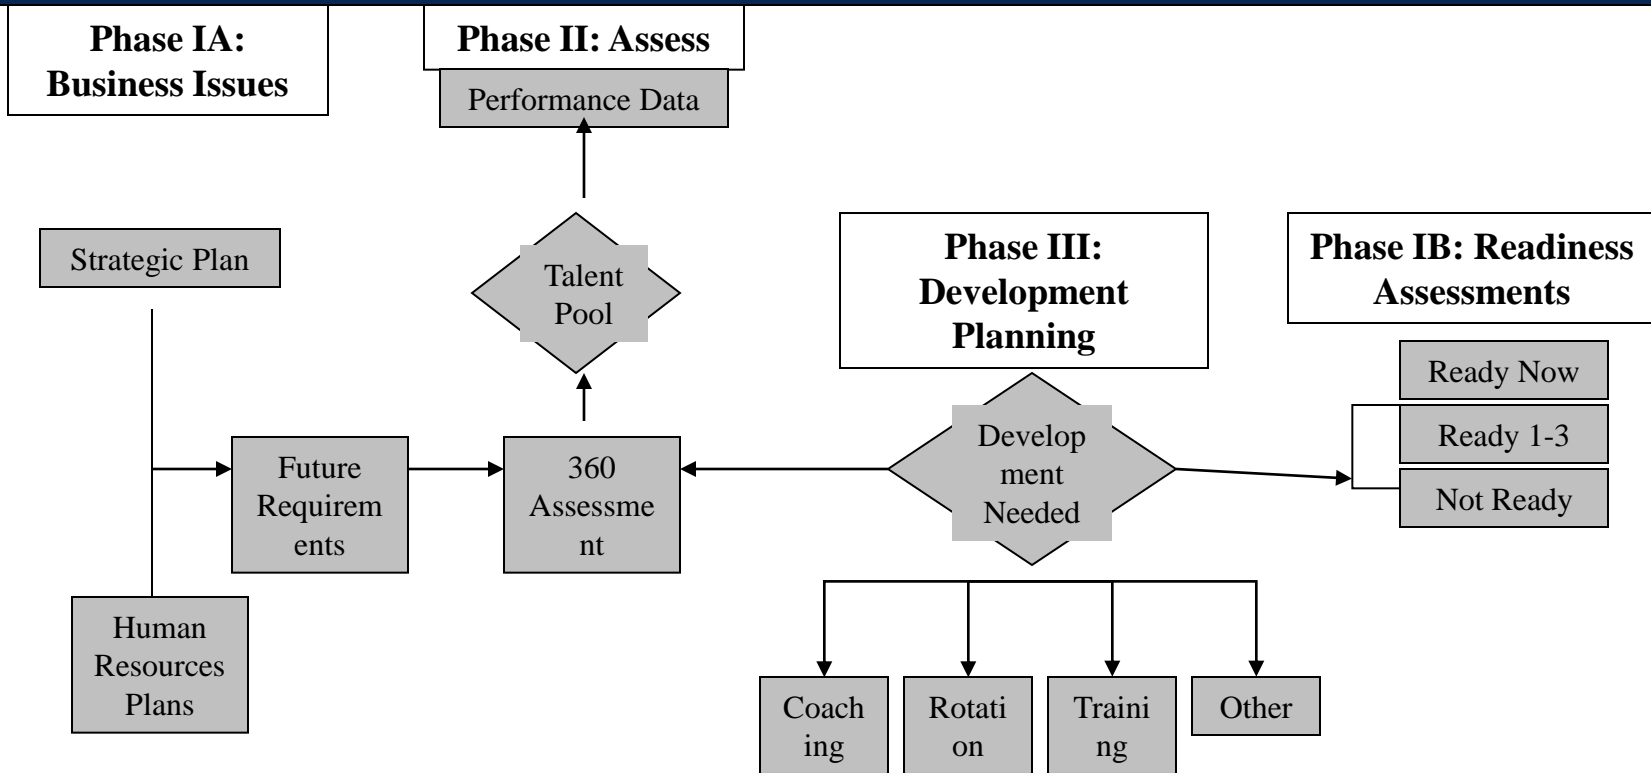 Phase IA:
Business Issues
Phase II: Assess
Performance Data
Strategic Plan
Talent
Pool
Phase III:
Development
Planning
Phase IB: Readiness
Assessments
Ready Now
Ready 1-3
Not Ready
Future
Requirem
ents
360
Assessme
nt
Develop
ment
Needed
Human
Resources
Plans
Coach
ing
Rotati
on
Traini
ng
Other